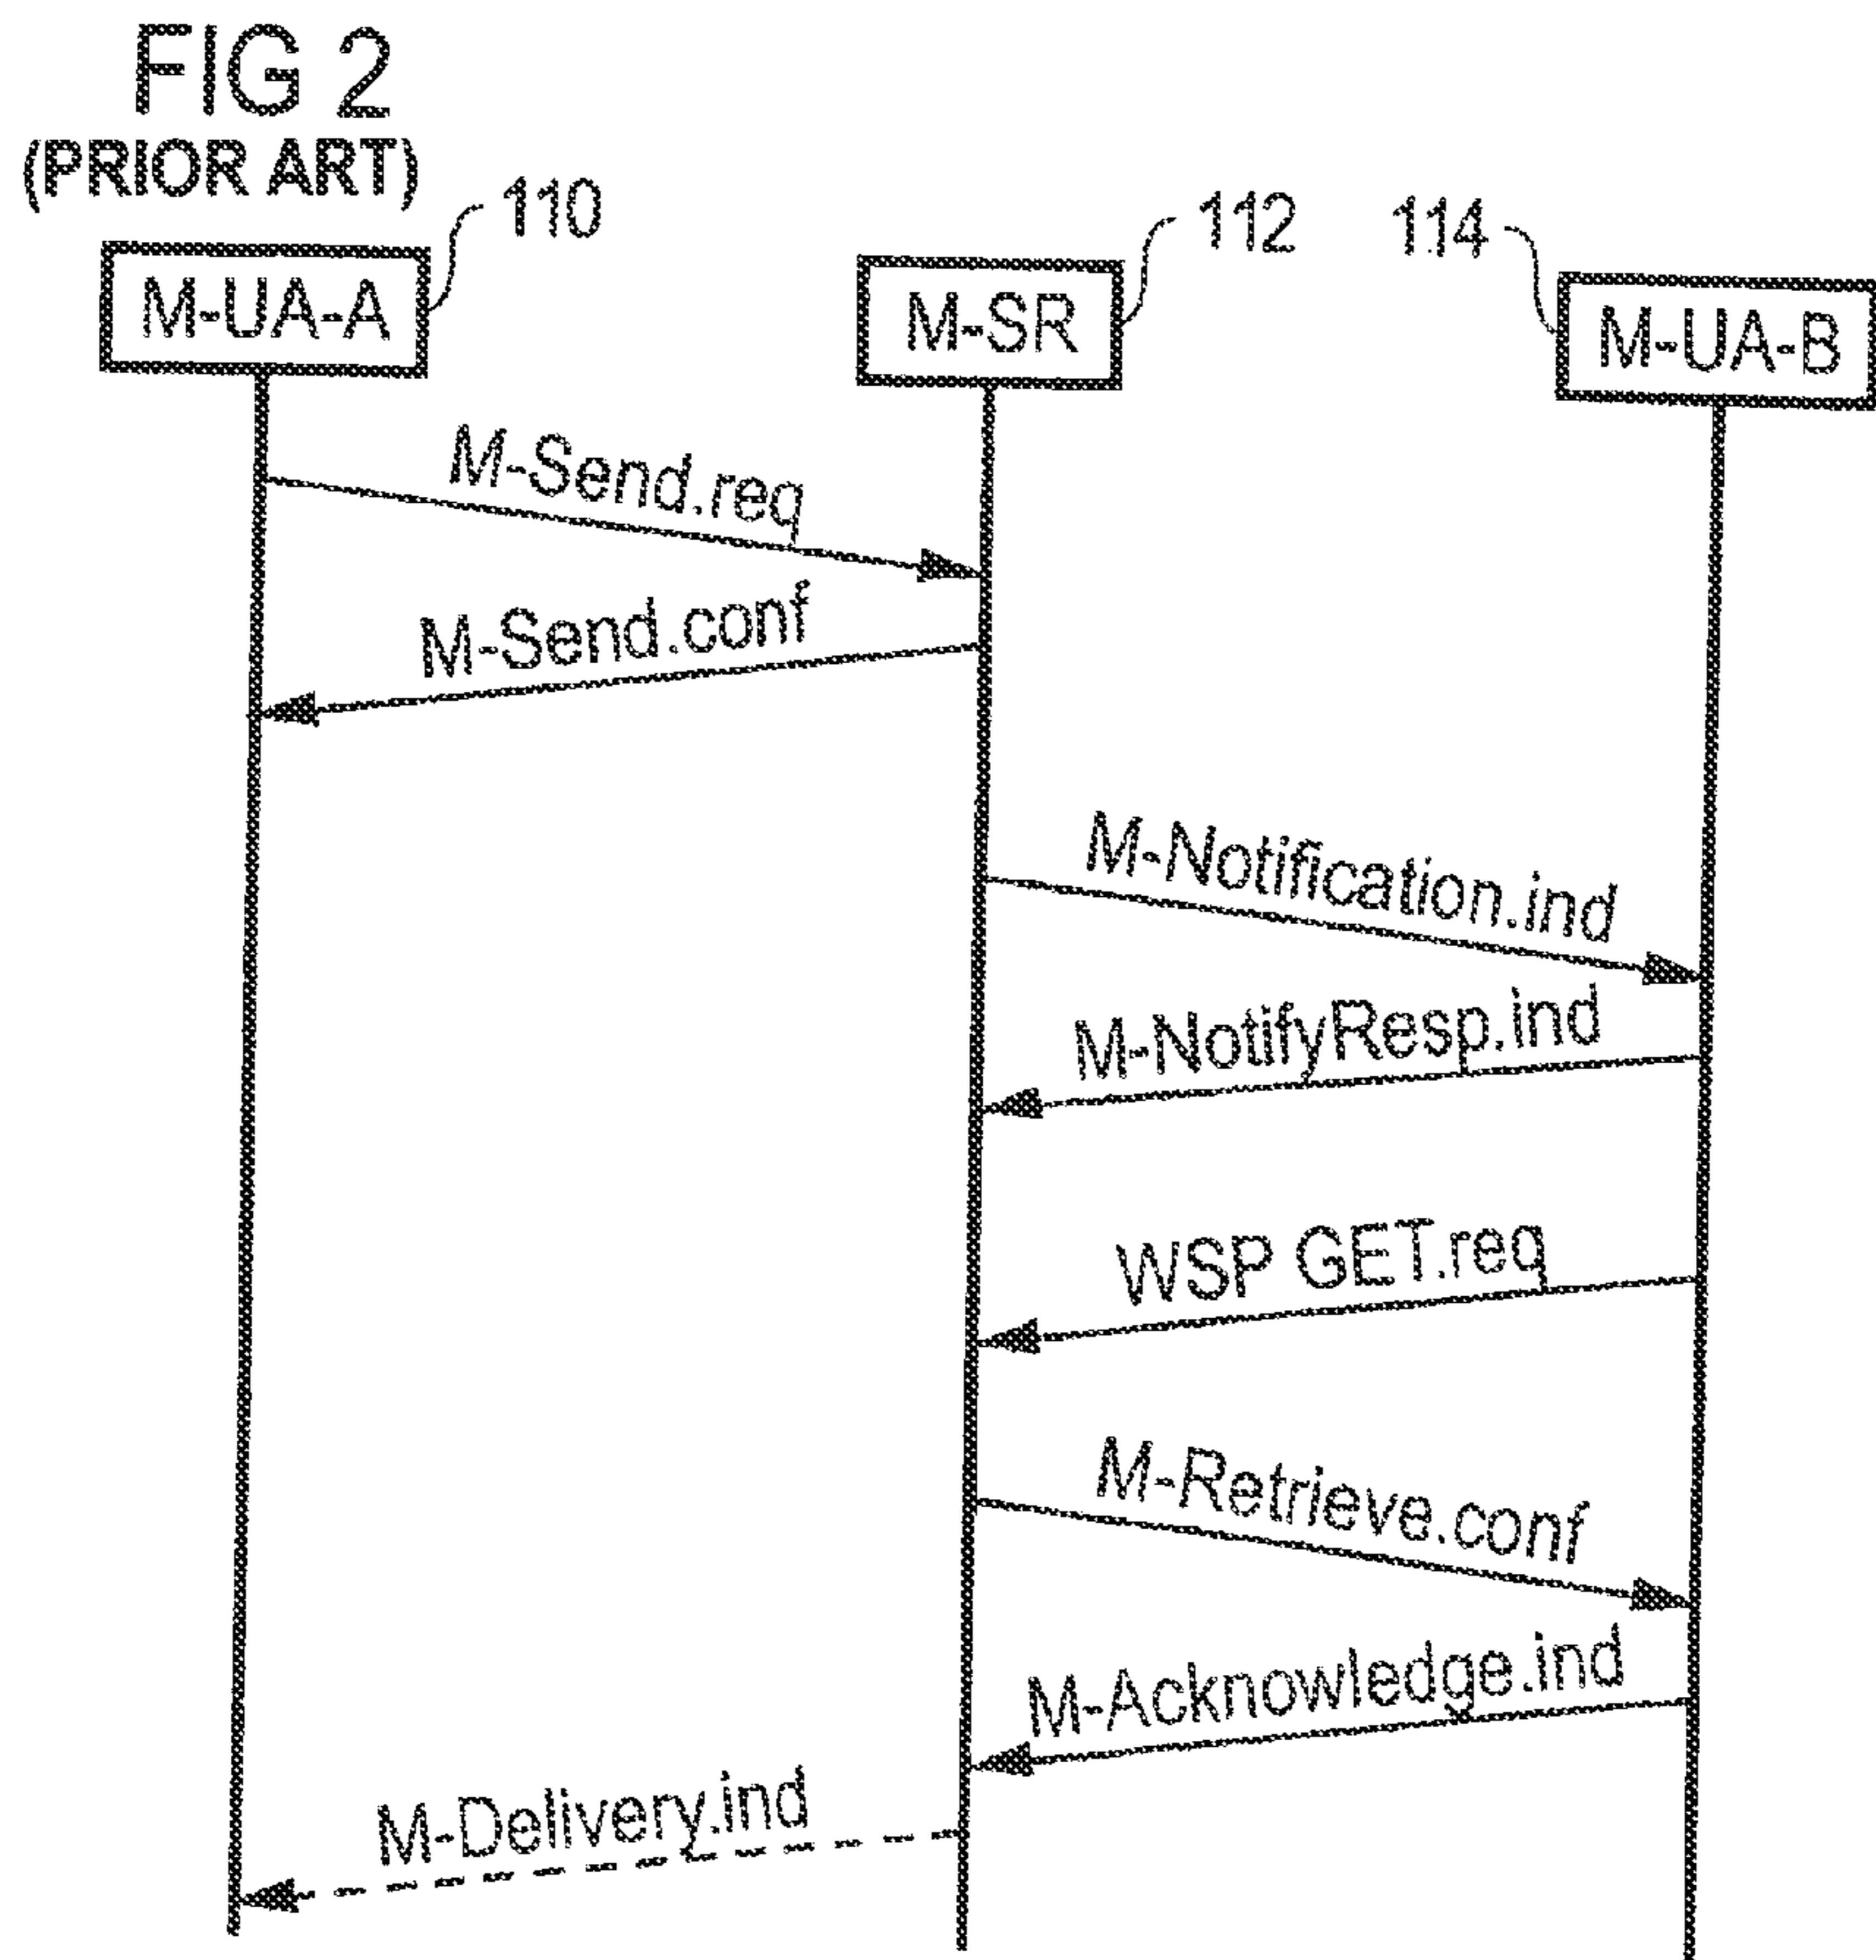 FIG 2
(PRIOR ART)
110
112
114
M-UA-A
M-SR
M-UA-B
M-Send.req
M-Send.conf
M-Notification.ind
M-NotifyResp.ind
WSP GET.req
M-Retrieve.conf
M-Acknowledge.ind
M-Delivery.ind